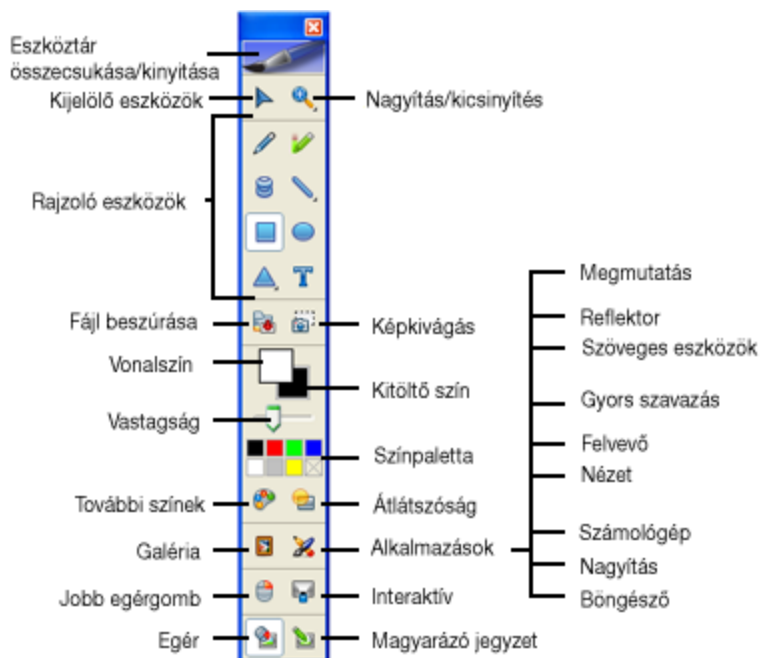 Eszköztár
összecsukása/kinyitása
Kijelölő eszközök
Nagyítás/kicsinyítés
Rajzoló eszközök
Fájl beszúrása
Képkivágás
Vonalszín
Kitöltő szín
Vastagság
Színpaletta
További színek
Átlátszóság
Galéria
Alkalmazások
Jobb egérgomb
Interaktív
Egér
Magyarázó jegyzet
Megmutatás
Reflektor
Szöveges eszközök
Gyors szavazás
Felvevő
Nézet
Számológép
Nagyítás
Böngésző